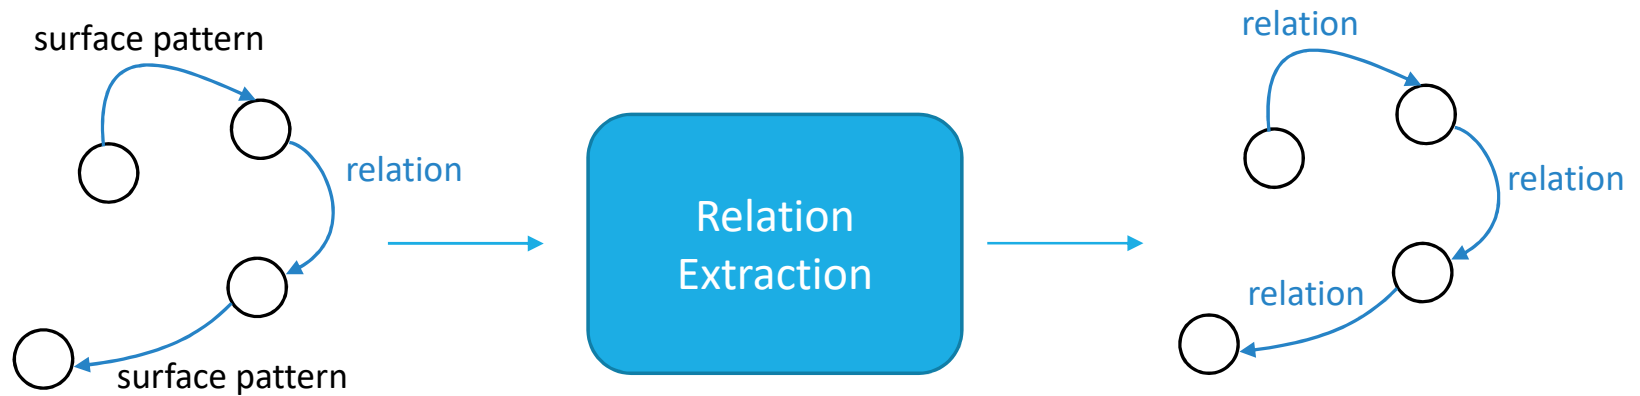 surface pattern
relation
surface pattern
Relation
Extraction
relation
relation
relation